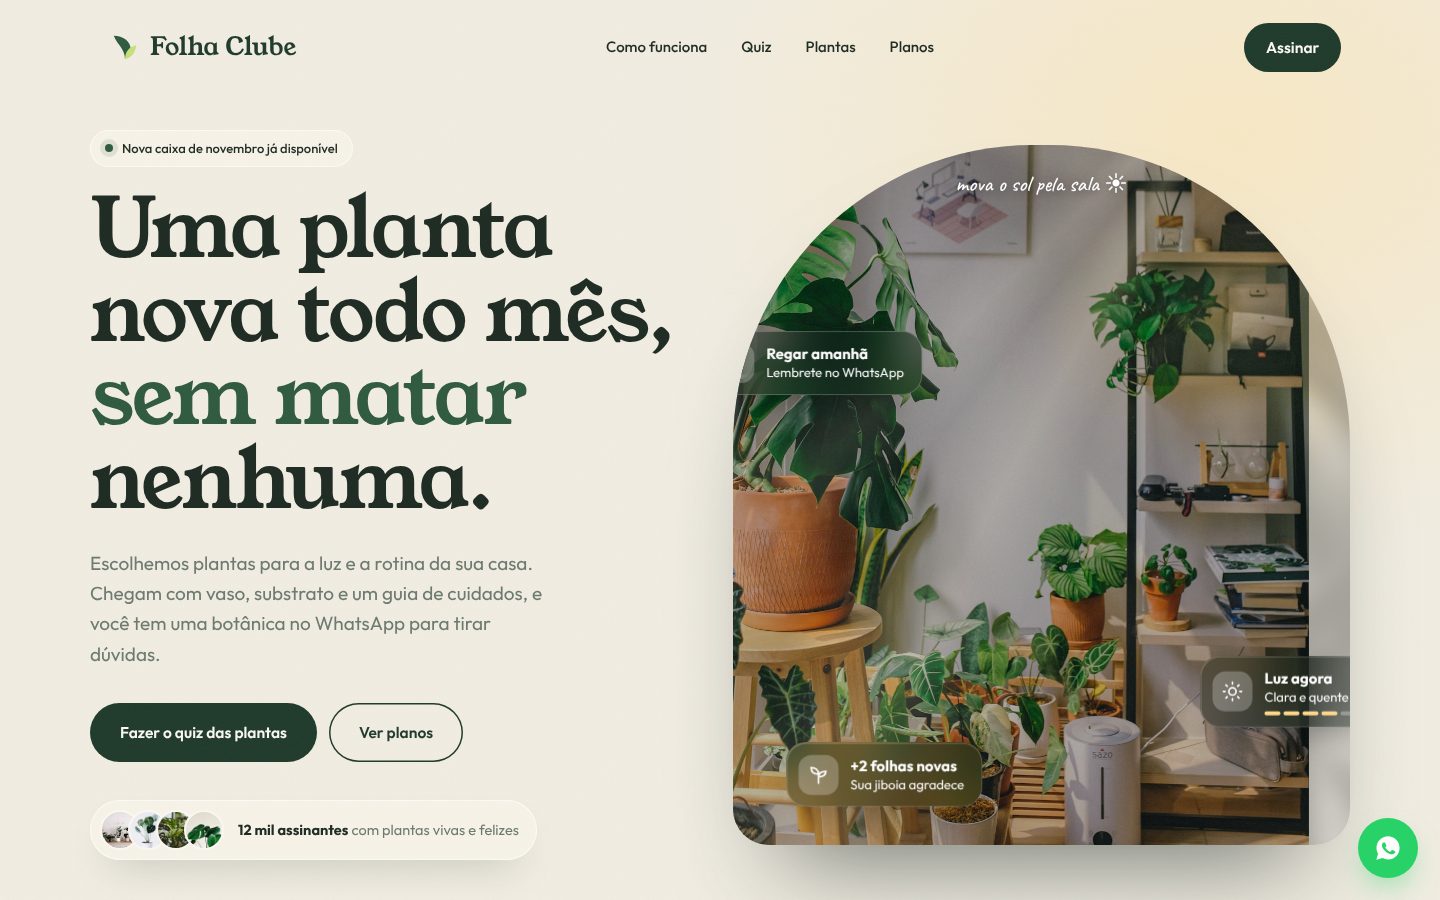 Folha Clube
Como funciona
Quiz
Plantas
Planos
Assinar
Nova caixa de novembro já disponível
Uma planta
nova todo mês,
sem matar
nenhuma.
Escolhemos plantas para a luz e a rotina da sua casa.
Chegam com vaso, substrato e um guia de cuidados, e
você tem uma botânica no WhatsApp para tirar
dúvidas.
Fazer o quiz das plantas
Ver planos
12 mil assinantes com plantas vivas e felizes
mova o sol pela sala
Regar amanhã
Lembrete no WhatsApp
Luz agora
Clara e quente
+2 folhas novas
Sua jiboia agradece